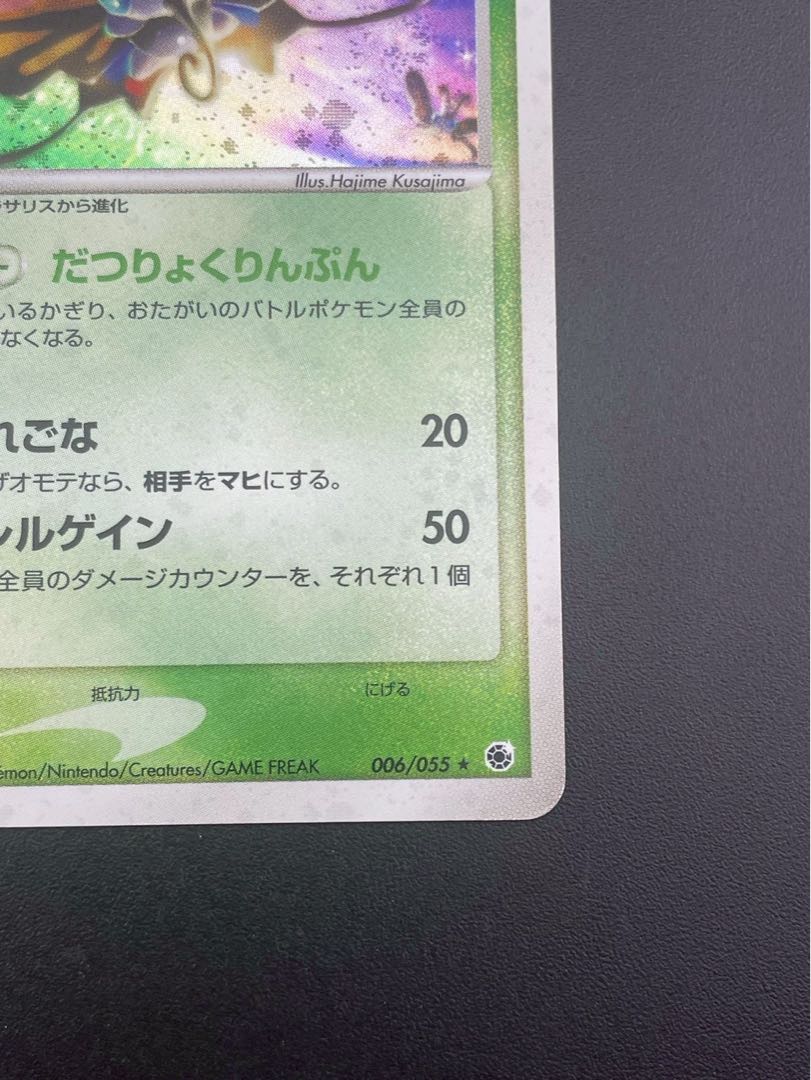 Illus.Hajime Kusajima
サリスから進化
だつりょくりんぷん
いるかぎり、おたがいのバトルポケモン全員の
なくなる。
れごな 20
オモテなら、相手をマヒにする。
ルゲイン 50
全員のダメージカウンターを、それぞれ1個
抵抗力 にげる
émon/Nintendo/Creatures/GAME FREAK 006/055 ★